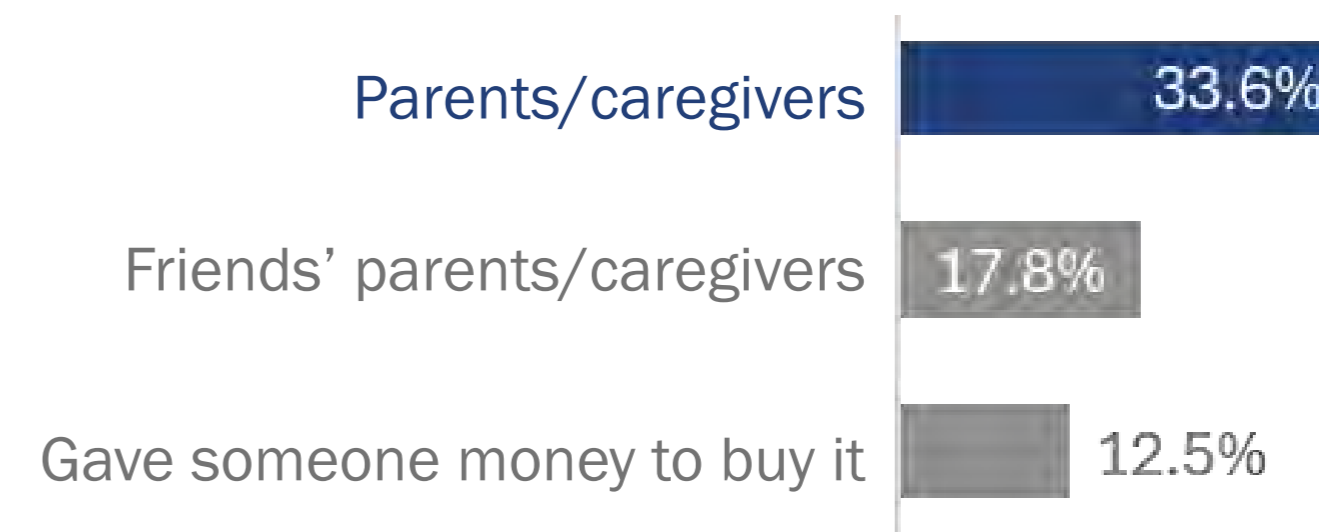 Parents/caregivers 33.6%
Friends’ parents/caregivers 17.8%
Gave someone money to buy it 12.5%